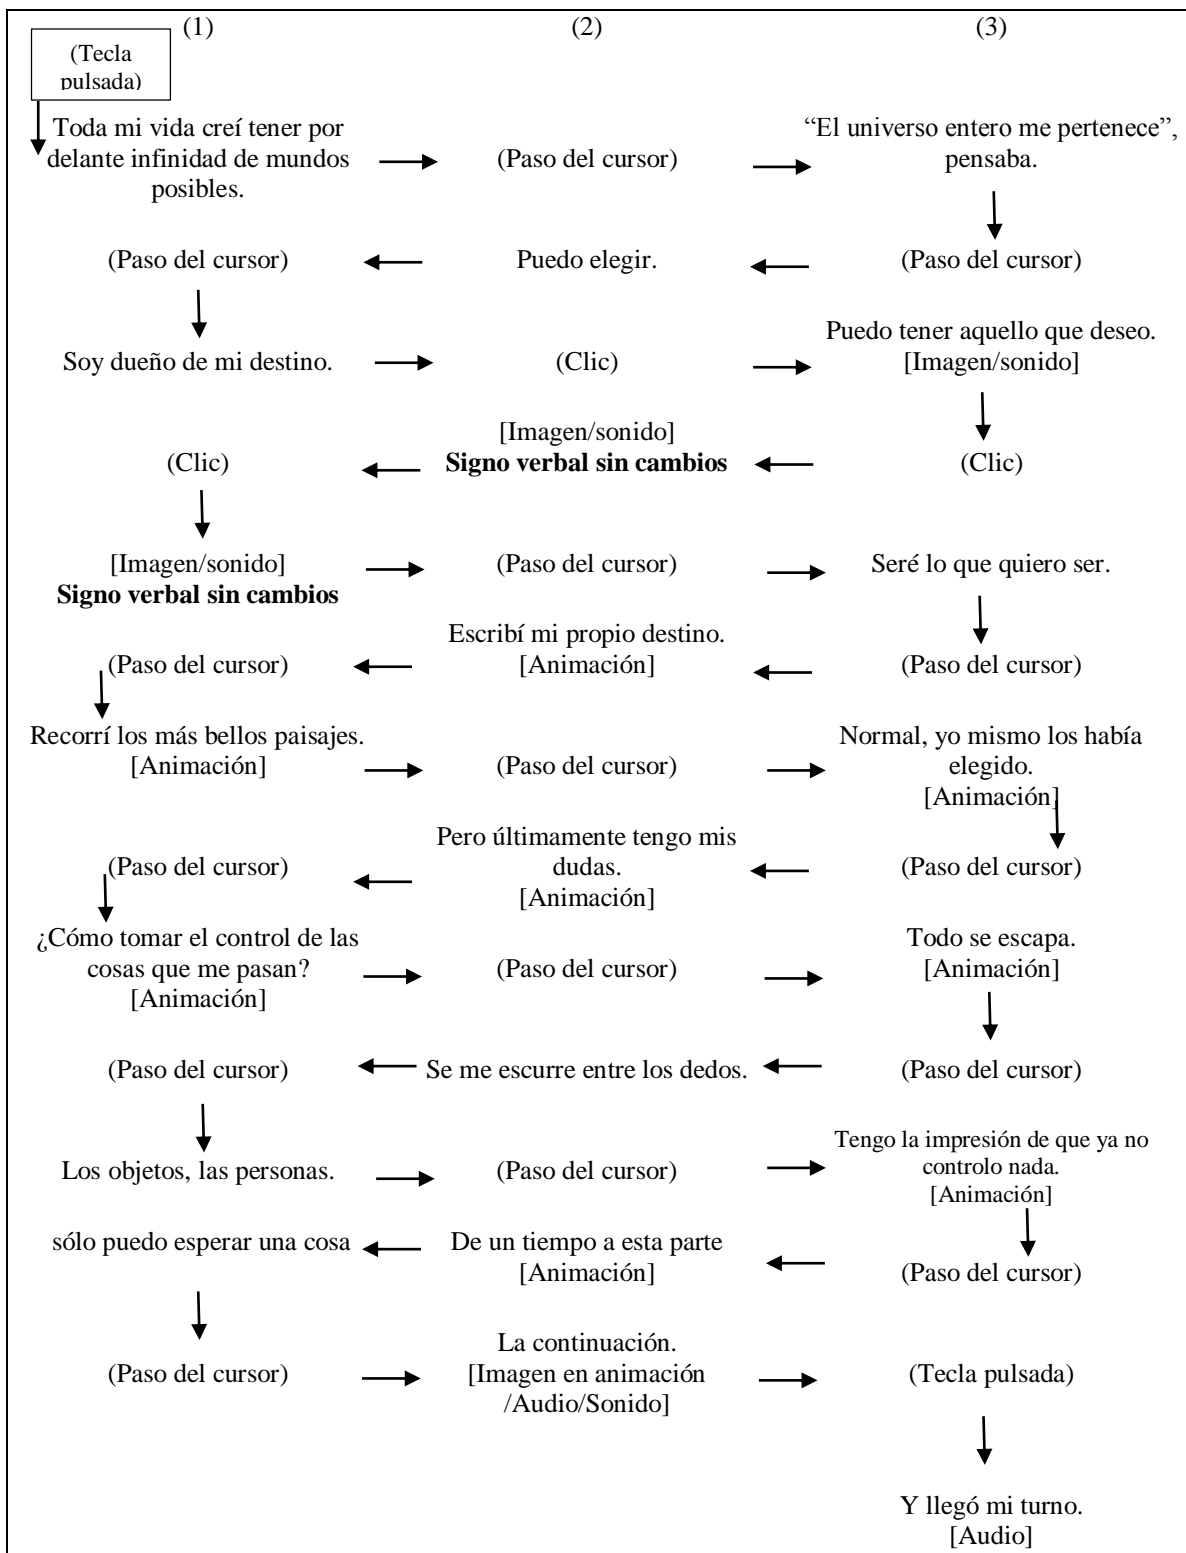 (1) (2) (3)
(Tecla
pulsada)
Toda mi vida creí tener por
delante infinidad de mundos
posibles.
(Paso del cursor)
“El universo entero me pertenece”,
pensaba.
(Paso del cursor)
Puedo elegir.
(Paso del cursor)
Soy dueño de mi destino.
(Clic)
Puedo tener aquello que deseo.
[Imagen/sonido]
(Clic)
[Imagen/sonido]
Signo verbal sin cambios
(Clic)
[Imagen/sonido]
Signo verbal sin cambios
(Paso del cursor)
Seré lo que quiero ser.
(Paso del cursor)
Escribí mi propio destino.
[Animación]
(Paso del cursor)
Recorrí los más bellos paisajes.
[Animación]
(Paso del cursor)
Normal, yo mismo los había
elegido.
[Animación]
(Paso del cursor)
Pero últimamente tengo mis
dudas.
[Animación]
(Paso del cursor)
¿Cómo tomar el control de las
cosas que me pasan?
[Animación]
(Paso del cursor)
Todo se escapa.
[Animación]
(Paso del cursor)
Se me escurre entre los dedos.
(Paso del cursor)
Los objetos, las personas.
(Paso del cursor)
Tengo la impresión de que ya no
controlo nada.
[Animación]
(Paso del cursor)
De un tiempo a esta parte
[Animación]
sólo puedo esperar una cosa
(Paso del cursor)
La continuación.
[Imagen en animación
/Audio/Sonido]
(Tecla pulsada)
Y llegó mi turno.
[Audio]